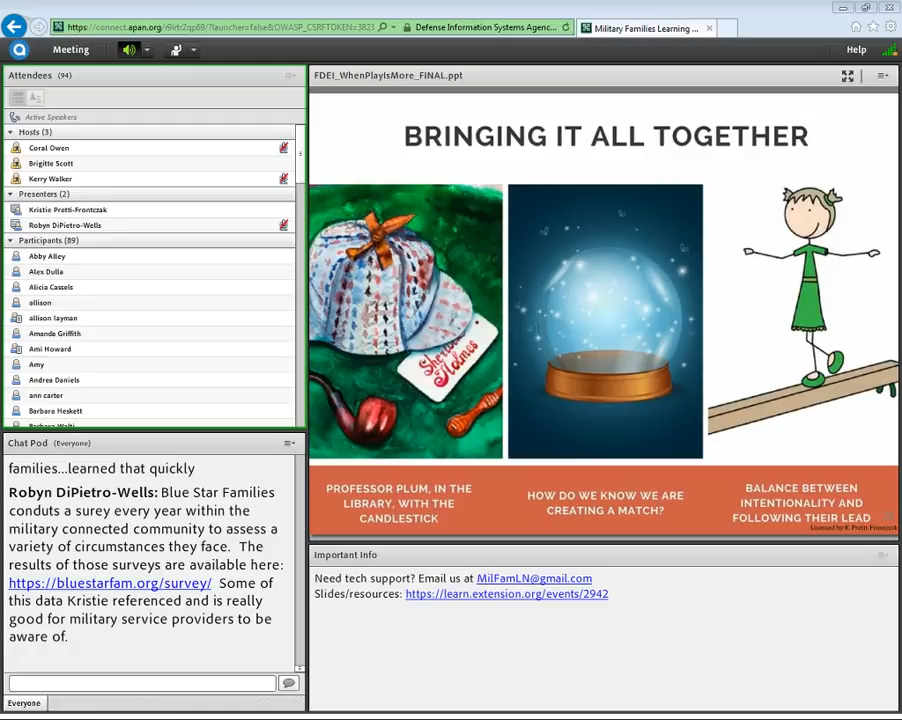 https://connect.apan.org/r9irtr2qp69/?launcher=false&OWASP_CSRFTOKEN=3823
Defense Information Systems Agenc...
Military Families Learning ...
Meeting
Help
Attendees (94)
Active Speakers
Hosts (3)
Coral Owen
Brigitte Scott
Kerry Walker
Presenters (2)
Kristie Pretti-Frontczak
Robyn DiPietro-Wells
Participants (89)
Abby Alley
Alex Dulla
Alicia Cassels
allison
allison layman
Amanda Griffith
Ami Howard
Amy
Andrea Daniels
ann carter
Barbara Heskett
Chat Pod (Everyone)
families...learned that quickly
Robyn DiPietro-Wells: Blue Star Families
conduts a surey every year within the
military connected community to assess a
variety of circumstances they face. The
results of those surveys are available here:
https://bluestarfam.org/survey/ Some of
this data Kristie referenced and is really
good for military service providers to be
aware of.
Everyone
FDEI_WhenPlayIsMore_FINAL.ppt
BRINGING IT ALL TOGETHER
Sherlock
Holmes
PROFESSOR PLUM, IN THE
LIBRARY, WITH THE
CANDLESTICK
HOW DO WE KNOW WE ARE
CREATING A MATCH?
BALANCE BETWEEN
INTENTIONALITY AND
FOLLOWING THEIR LEAD
Licensed by K. Pretti-Frontczak
Important Info
Need tech support? Email us at MilFamLN@gmail.com
Slides/resources: https://learn.extension.org/events/2942